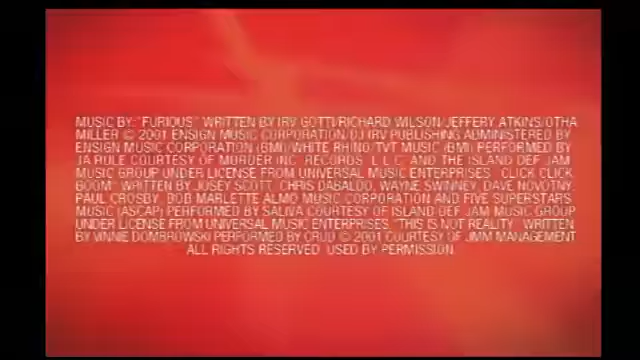 MUSIC BY: "FURIOUS" WRITTEN BY IRV GOTTI/RICHARD WILSON/JEFFERY ATKINS/OTHA
MILLER © 2001 ENSIGN MUSIC CORPORATION/DJ IRV PUBLISHING ADMINISTERED BY
ENSIGN MUSIC CORPORATION (BMI)/WHITE RHINO/TVT MUSIC (BMI) PERFORMED BY
JA RULE COURTESY OF MURDER INC. RECORDS, L.L.C. AND THE ISLAND DEF JAM
MUSIC GROUP UNDER LICENSE FROM UNIVERSAL MUSIC ENTERPRISES. "CLICK CLICK
BOOM" WRITTEN BY JOSEY SCOTT, CHRIS DABALDO, WAYNE SWINNEY, DAVE NOVOTNY,
PAUL CROSBY, BOB MARLETTE ALMO MUSIC CORPORATION AND FIVE SUPERSTARS
MUSIC (ASCAP) PERFORMED BY SALIVA COURTESY OF ISLAND DEF JAM MUSIC GROUP
UNDER LICENSE FROM UNIVERSAL MUSIC ENTERPRISES. "THIS IS NOT REALITY" WRITTEN
BY VINNIE DOMBROWSKI PERFORMED BY CRUD © 2001 COURTESY OF JIMM MANAGEMENT
ALL RIGHTS RESERVED. USED BY PERMISSION.